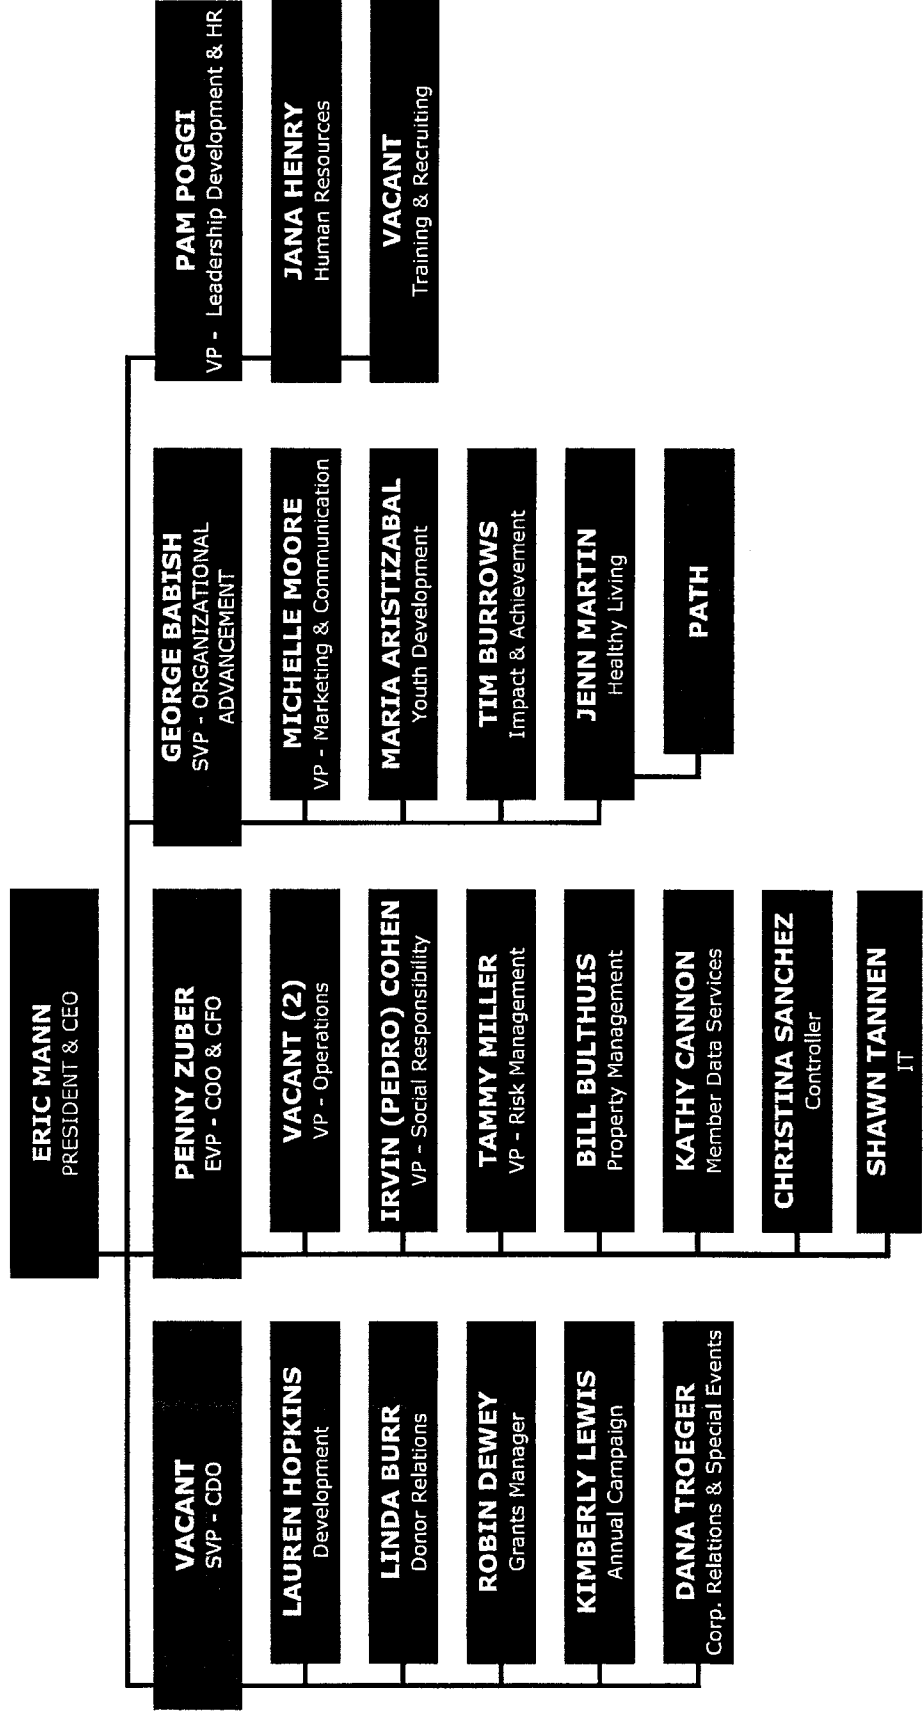 ERIC MANN
PRESIDENT & CEO
VACANT
SVP - CDO
LAUREN HOPKINS
Development
LINDA BURR
Donor Relations
ROBIN DEWEY
Grants Manager
KIMBERLY LEWIS
Annual Campaign
DANA TROEGER
Corp. Relations & Special Events
PENNY ZUBER
EVP - COO & CFO
VACANT (2)
VP - Operations
IRVIN (PEDRO) COHEN
VP - Social Responsibility
TAMMY MILLER
VP - Risk Management
BILL BULTHUIS
Property Management
KATHY CANNON
Member Data Services
CHRISTINA SANCHEZ
Controller
SHAWN TANNEN
IT
GEORGE BABISH
SVP - ORGANIZATIONAL
ADVANCEMENT
MICHELLE MOORE
VP - Marketing & Communication
MARIA ARISTIZABAL
Youth Development
TIM BURROWS
Impact & Achievement
JENN MARTIN
Healthy Living
PATH
PAM POGGI
VP - Leadership Development & HR
JANA HENRY
Human Resources
VACANT
Training & Recruiting